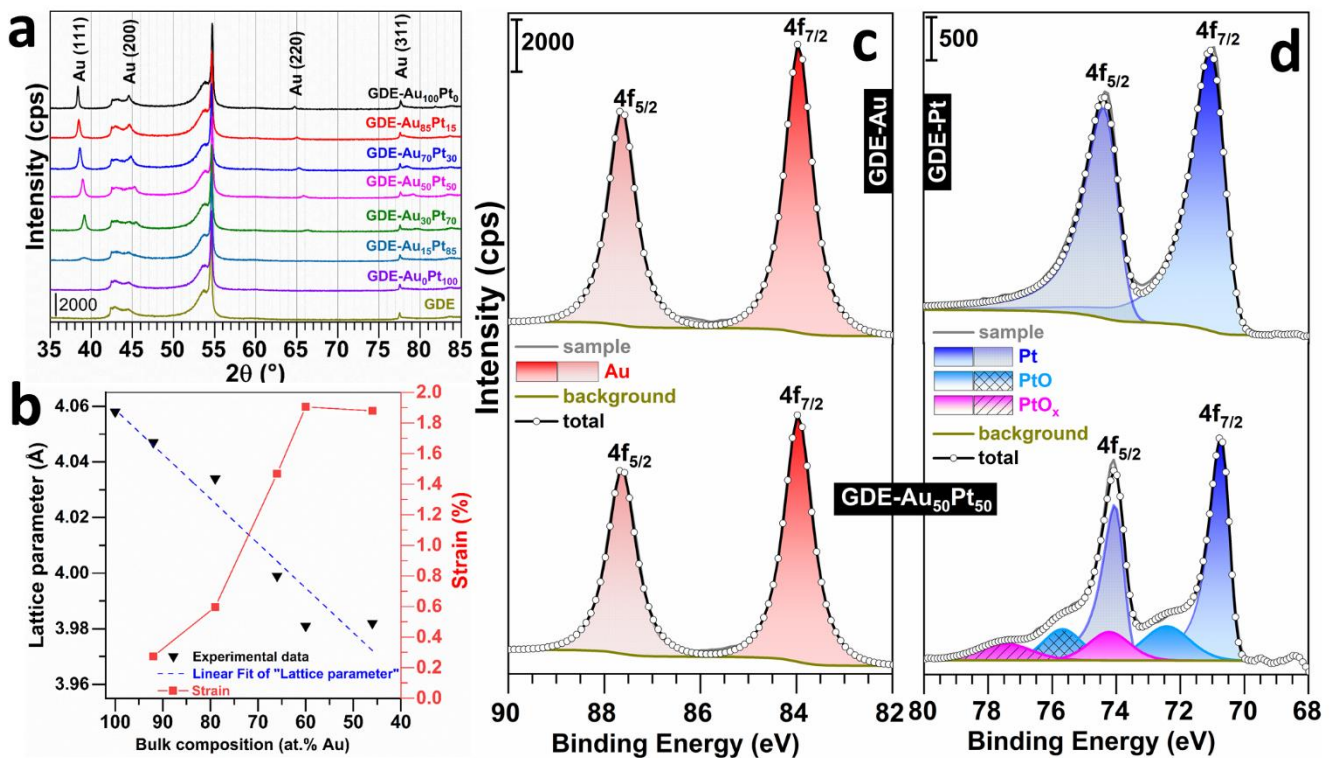 a
Au (111)
Au (200)
Au (220)
Au (311)
GDE-Au₁₀₀Pt₀
GDE-Au₈₅Pt₁₅
GDE-Au₇₀Pt₃₀
GDE-Au₅₀Pt₅₀
GDE-Au₃₀Pt₇₀
GDE-Au₁₅Pt₈₅
GDE-Au₀Pt₁₀₀
GDE
2000
Intensity (cps)
35 40 45 50 55 60 65 70 75 80 85
2θ (°)
b
4.06
4.04
4.02
4.00
3.98
3.96
Lattice parameter (Å)
2.0
1.8
1.6
1.4
1.2
1.0
0.8
0.6
0.4
0.2
0.0
Strain (%)
Experimental data
Linear Fit of "Lattice parameter"
Strain
100 90 80 70 60 50 40
Bulk composition (at.% Au)
c
2000
4f₇/₂
4f₅/₂
GDE-Au
Intensity (cps)
sample
Au
background
total
4f₇/₂
4f₅/₂
GDE-Au₅₀Pt₅₀
90 88 86 84 82
Binding Energy (eV)
d
500
4f₇/₂
4f₅/₂
GDE-Pt
sample
Pt
PtO
PtOₓ
background
total
4f₇/₂
4f₅/₂
80 78 76 74 72 70 68
Binding Energy (eV)